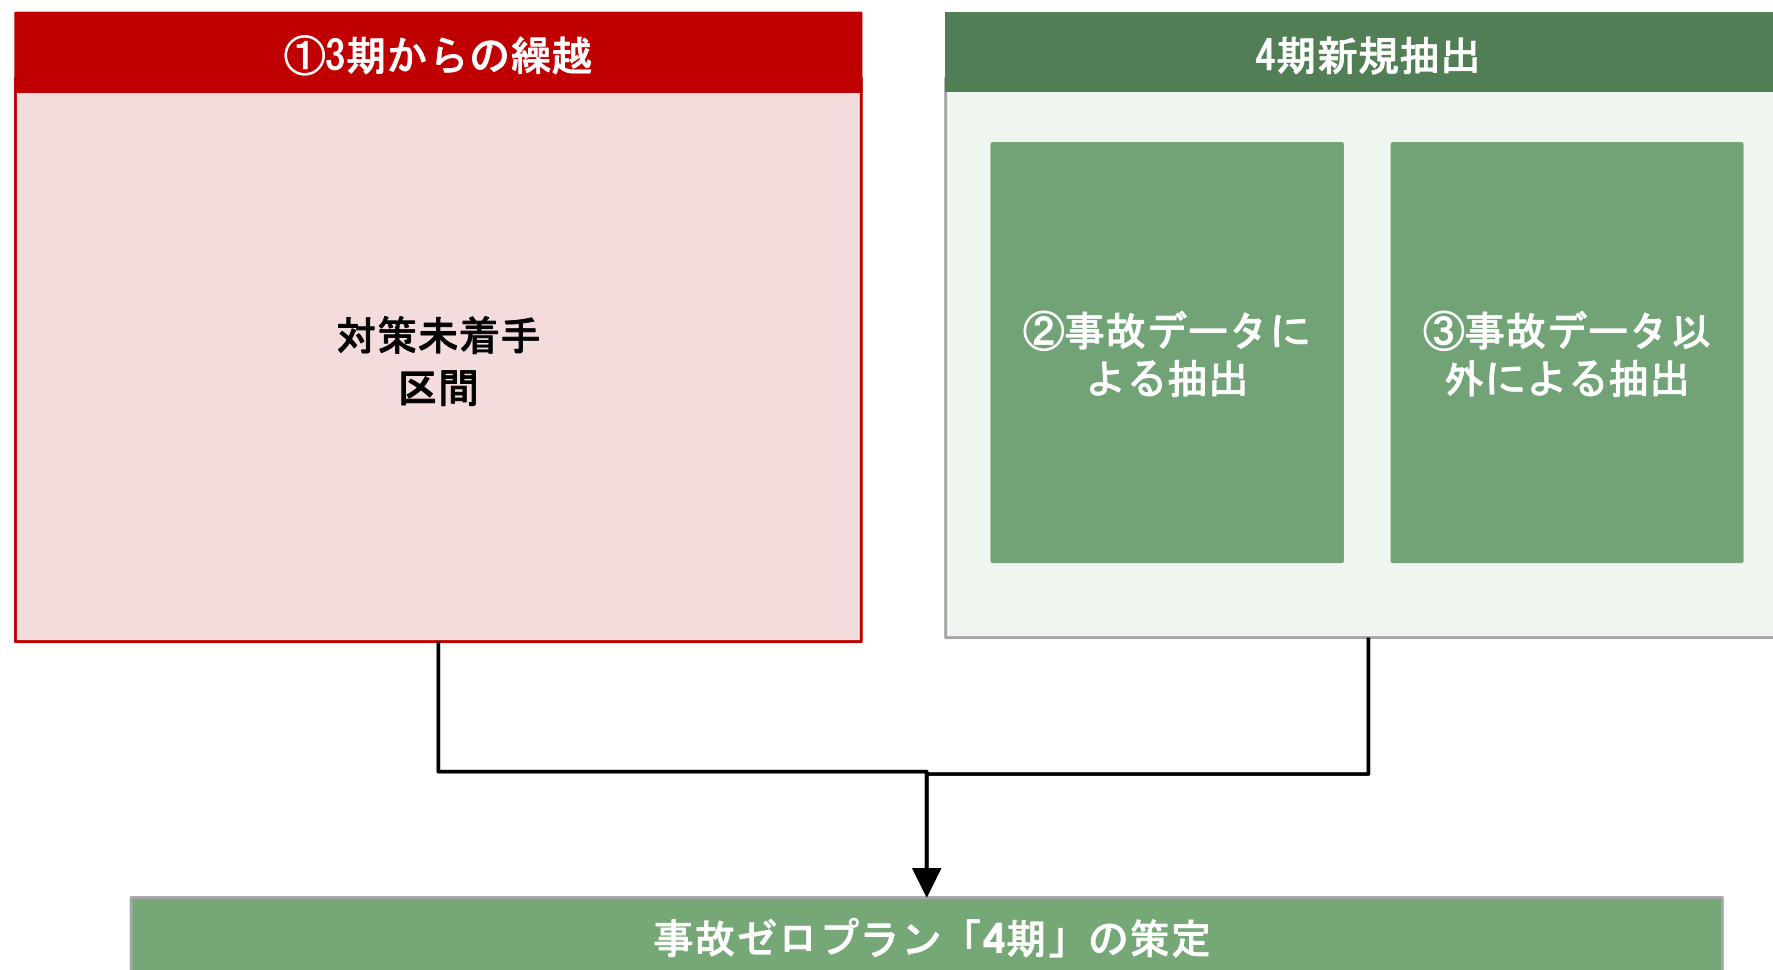 ①3期からの繰越
対策未着手
区間
4期新規抽出
②事故データに
よる抽出
③事故データ以
外による抽出
事故ゼロプラン「4期」の策定